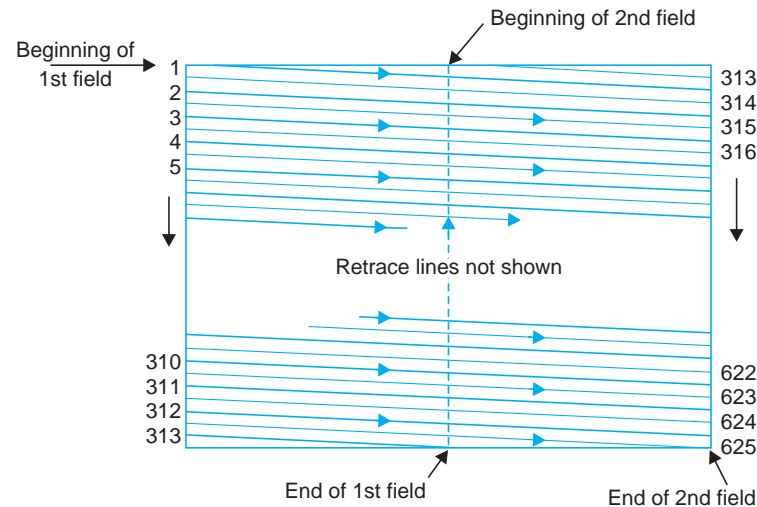 Beginning of 2nd field
Beginning of
1st field
1
2
3
4
5
313
314
315
316
Retrace lines not shown
310
311
312
313
622
623
624
625
End of 1st field
End of 2nd field